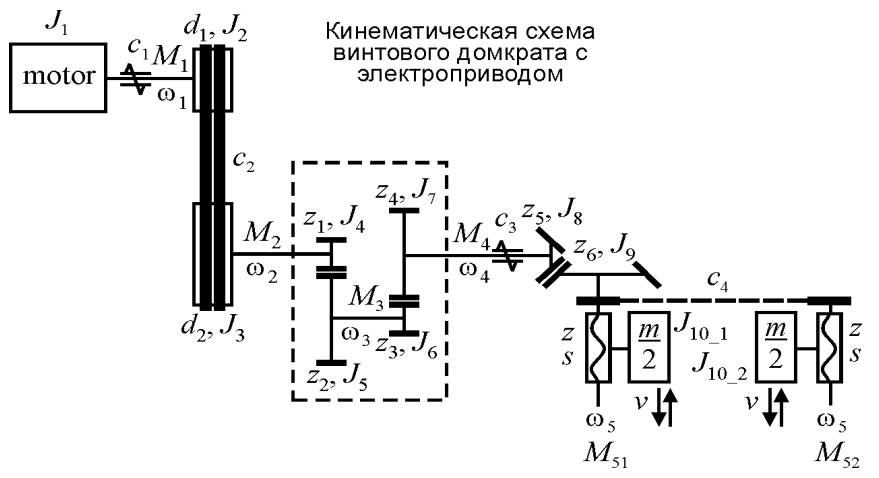 Кинематическая схема
винтового домкрата с
электроприводом
J₁
motor
c₁
M₁
ω₁
d₁, J₂
c₂
d₂, J₃
M₂
ω₂
z₁, J₄
z₂, J₅
M₃
ω₃
z₄, J₇
z₃, J₆
M₄
ω₄
c₃
z₅, J₈
z₆, J₉
c₄
z
s
m
2
J₁₀_₁
v
ω₅
M₅₁
J₁₀_₂
m
2
v
z
s
ω₅
M₅₂